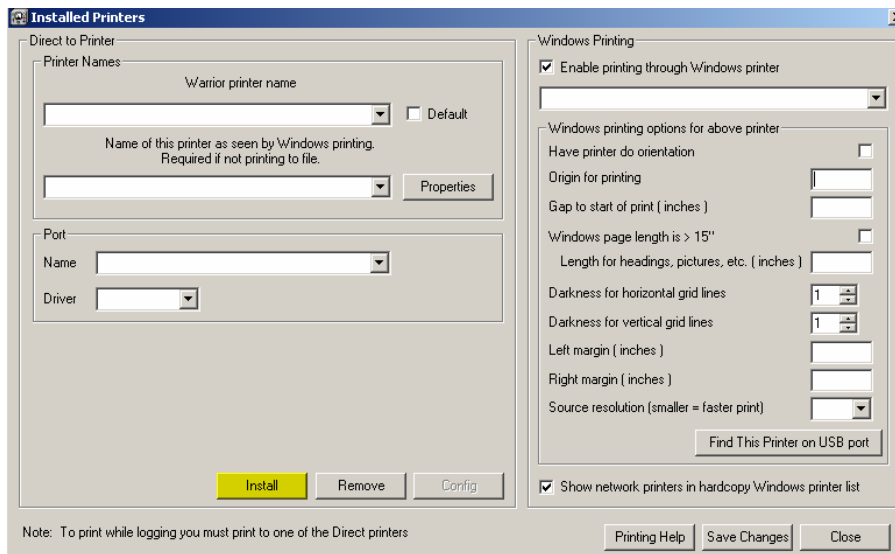 Installed Printers
Direct to Printer
Printer Names
Warrior printer name
Default
Name of this printer as seen by Windows printing.
Required if not printing to file.
Properties
Port
Name
Driver
Install
Remove
Config
Note: To print while logging you must print to one of the Direct printers
Windows Printing
Enable printing through Windows printer
Windows printing options for above printer
Have printer do orientation
Origin for printing
Gap to start of print ( inches )
Windows page length is > 15"
Length for headings, pictures, etc. ( inches )
Darkness for horizontal grid lines
1
Darkness for vertical grid lines
1
Left margin ( inches )
Right margin ( inches )
Source resolution (smaller = faster print)
Find This Printer on USB port
Show network printers in hardcopy Windows printer list
Printing Help
Save Changes
Close